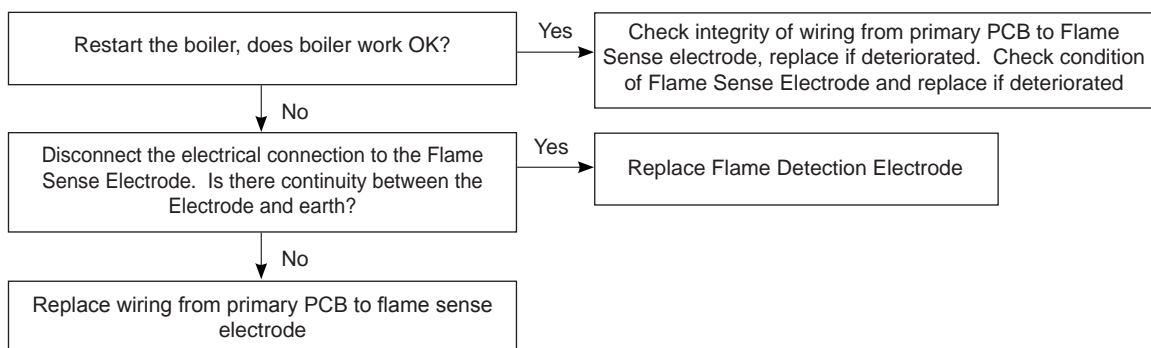 Restart the boiler, does boiler work OK?
Yes
Check integrity of wiring from primary PCB to Flame
Sense electrode, replace if deteriorated.  Check condition
of Flame Sense Electrode and replace if deteriorated
No
Disconnect the electrical connection to the Flame
Sense Electrode.  Is there continuity between the
Electrode and earth?
Yes
Replace Flame Detection Electrode
No
Replace wiring from primary PCB to flame sense
electrode